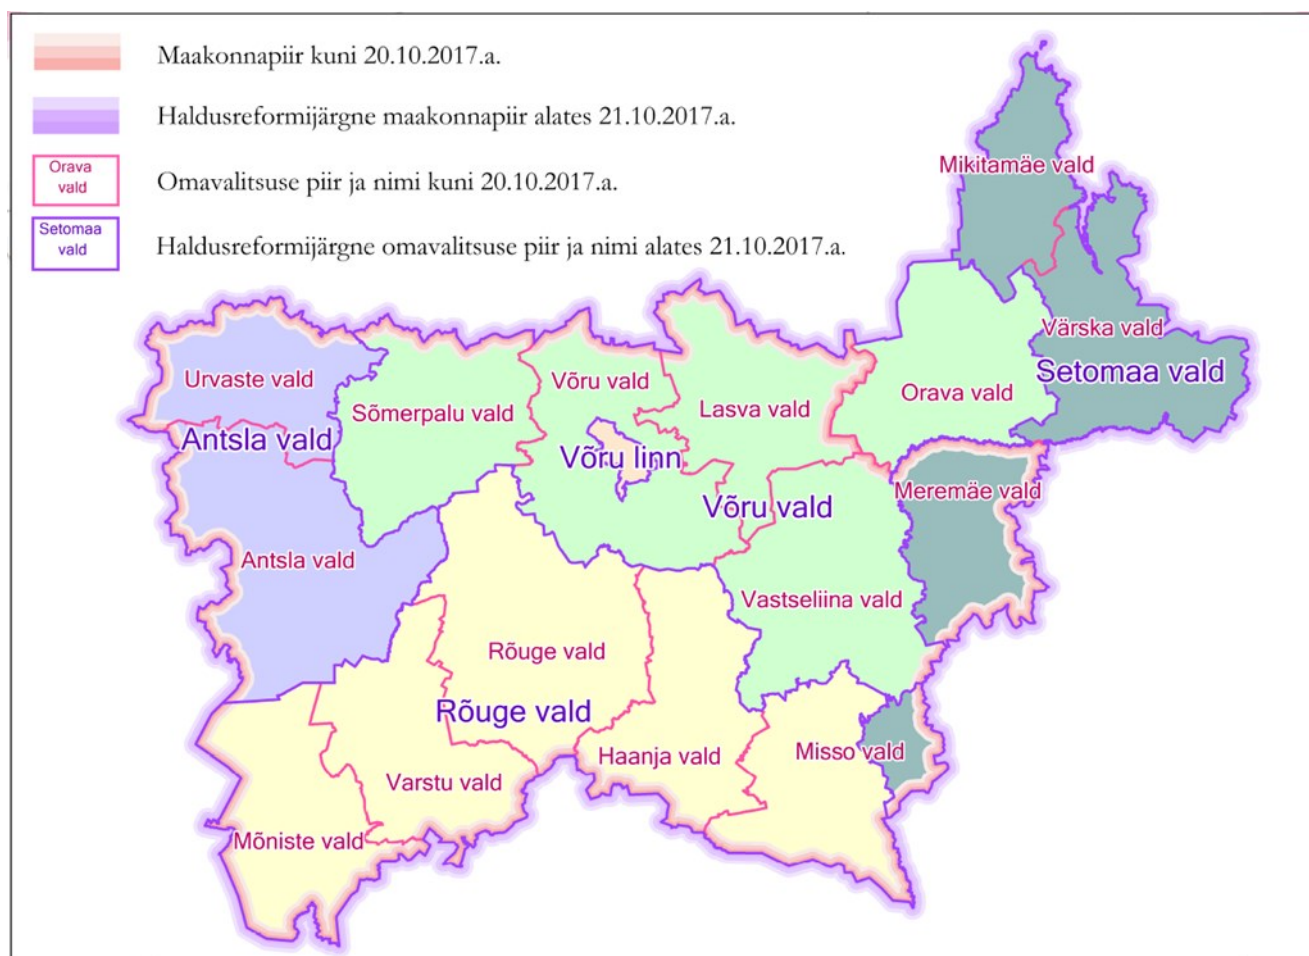 Maakonnapiir kuni 20.10.2017.a.
Haldusreformijärgne maakonnapiir alates 21.10.2017.a.
Orava
vald
Omavalitsuse piir ja nimi kuni 20.10.2017.a.
Setomaa
vald
Haldusreformijärgne omavalitsuse piir ja nimi alates 21.10.2017.a.
Mikitamäe vald
Värska vald
Setomaa vald
Urvaste vald
Võru vald
Orava vald
Sõmerpalu vald
Lasva vald
Antsla vald
Võru linn
Meremäe vald
Võru vald
Antsla vald
Vastseliina vald
Rõuge vald
Rõuge vald
Haanja vald
Misso vald
Varstu vald
Mõniste vald